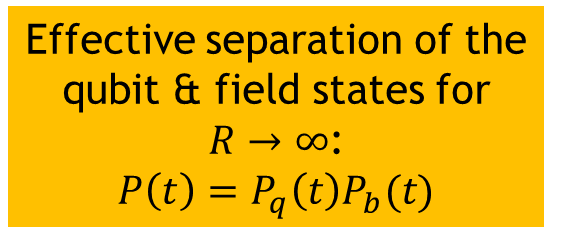 Effective separation of the
qubit & field states for
R → ∞:
P(t) = P_q(t)P_b(t)